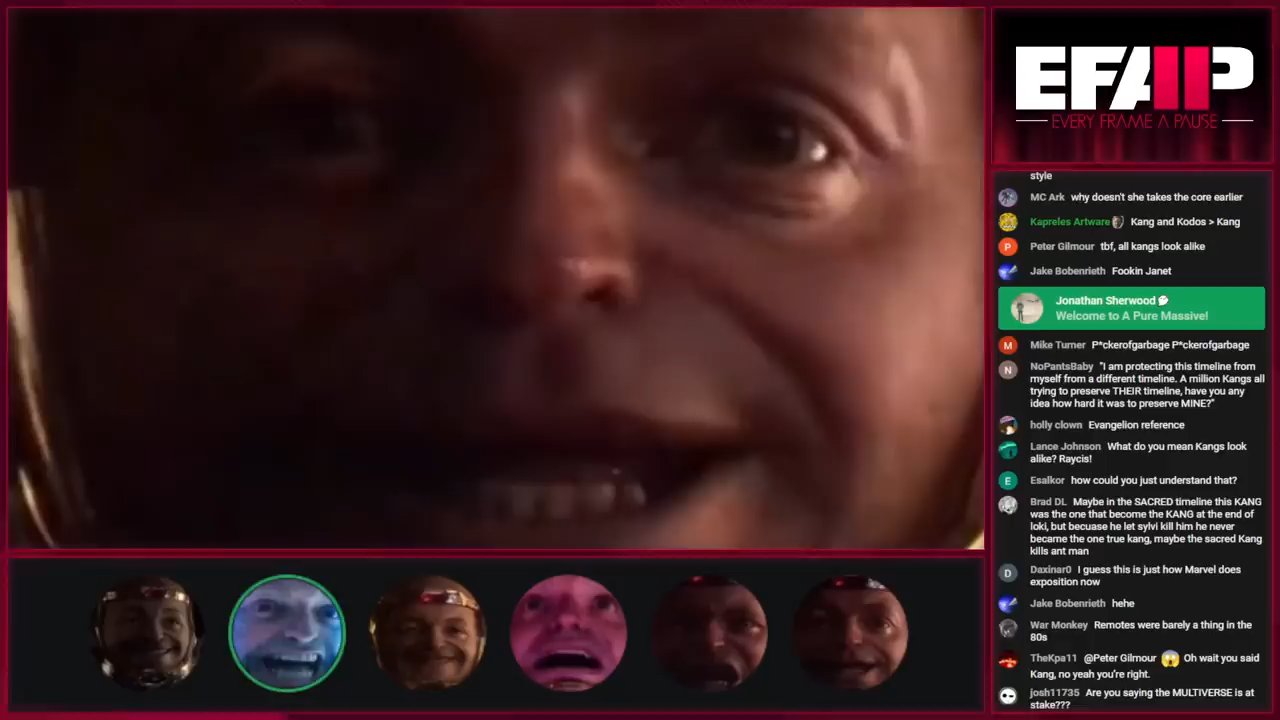 EFAP
EVERY FRAME A PAUSE
style
MC Ark why doesn't she takes the core earlier
Kapreles Artware Kang and Kodos > Kang
P Peter Gilmour tbf, all kangs look alike
Jake Bobenrieth Fookin Janet
Jonathan Sherwood
Welcome to A Pure Massive!
M Mike Turner P*ckerofgarbage P*ckerofgarbage
N NoPantsBaby "I am protecting this timeline from
myself from a different timeline. A million Kangs all
trying to preserve THEIR timeline, have you any
idea how hard it was to preserve MINE?"
holly clown Evangelion reference
Lance Johnson What do you mean Kangs look
alike? Raycis!
E Esalkor how could you just understand that?
Brad DL Maybe in the SACRED timeline this KANG
was the one that become the KANG at the end of
loki, but becuase he let sylvi kill him he never
became the one true kang, maybe the sacred Kang
kills ant man
D Daxinar0 I guess this is just how Marvel does
exposition now
Jake Bobenrieth hehe
War Monkey Remotes were barely a thing in the
80s
TheKpa11 @Peter Gilmour 😱 Oh wait you said
Kang, no yeah you're right.
josh11735 Are you saying the MULTIVERSE is at
stake???